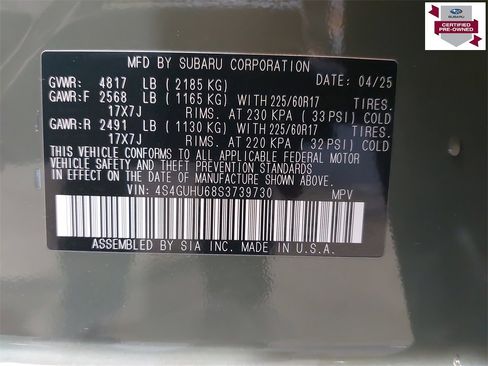 SUBARU
CERTIFIED
PRE-OWNED
MFD BY SUBARU CORPORATION
GVWR: 4817 LB (2185 KG) DATE: 04/25
GAWR:F 2568 LB (1165 KG) WITH 225/60R17 TIRES.
17X7J RIMS. AT 230 KPA (33 PSI) COLD
GAWR:R 2491 LB (1130 KG) WITH 225/60R17 TIRES.
17X7J RIMS. AT 220 KPA (32 PSI) COLD
THIS VEHICLE CONFORMS TO ALL APPLICABLE FEDERAL MOTOR
VEHICLE SAFETY AND THEFT PREVENTION STANDARDS
IN EFFECT ON THE DATE OF MANUFACTURE SHOWN ABOVE.
VIN: 4S4GUHU68S3739730 MPV
ASSEMBLED BY SIA INC. MADE IN U.S.A.